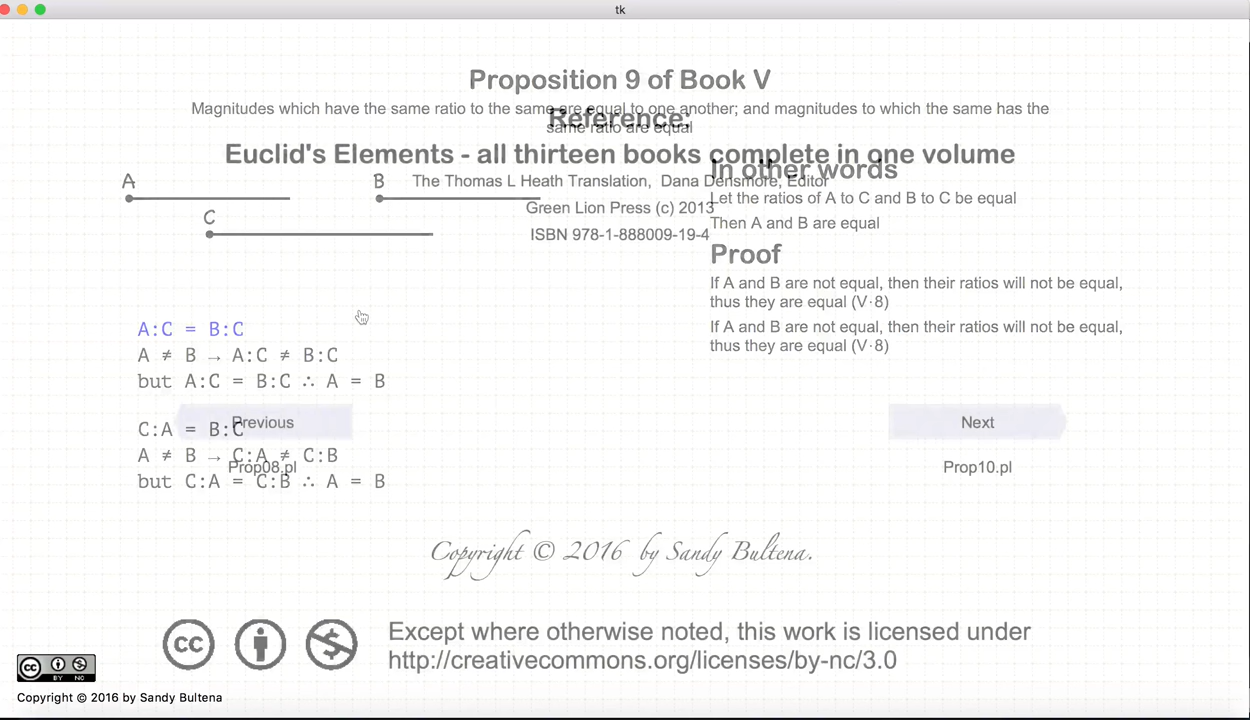 tk
Proposition 9 of Book V
Magnitudes which have the same ratio to the same are equal to one another; and magnitudes to which the same has the
same ratio are equal
Reference:
Euclid's Elements - all thirteen books complete in one volume
In other words
A
B
The Thomas L Heath Translation, Dana Densmore, Editor
Let the ratios of A to C and B to C be equal
Green Lion Press (c) 2013
C
Then A and B are equal
ISBN 978-1-888009-19-4
Proof
If A and B are not equal, then their ratios will not be equal,
thus they are equal (V·8)
If A and B are not equal, then their ratios will not be equal,
thus they are equal (V·8)
A:C = B:C
A ≠ B → A:C ≠ B:C
but A:C = B:C ∴ A = B
C:A = B:C
A ≠ B → C:A ≠ C:B
but C:A = C:B ∴ A = B
Previous
Next
Prop08.pl
Prop10.pl
Copyright © 2016 by Sandy Bultena.
cc
Except where otherwise noted, this work is licensed under
http://creativecommons.org/licenses/by-nc/3.0
cc
BY NC
Copyright © 2016 by Sandy Bultena